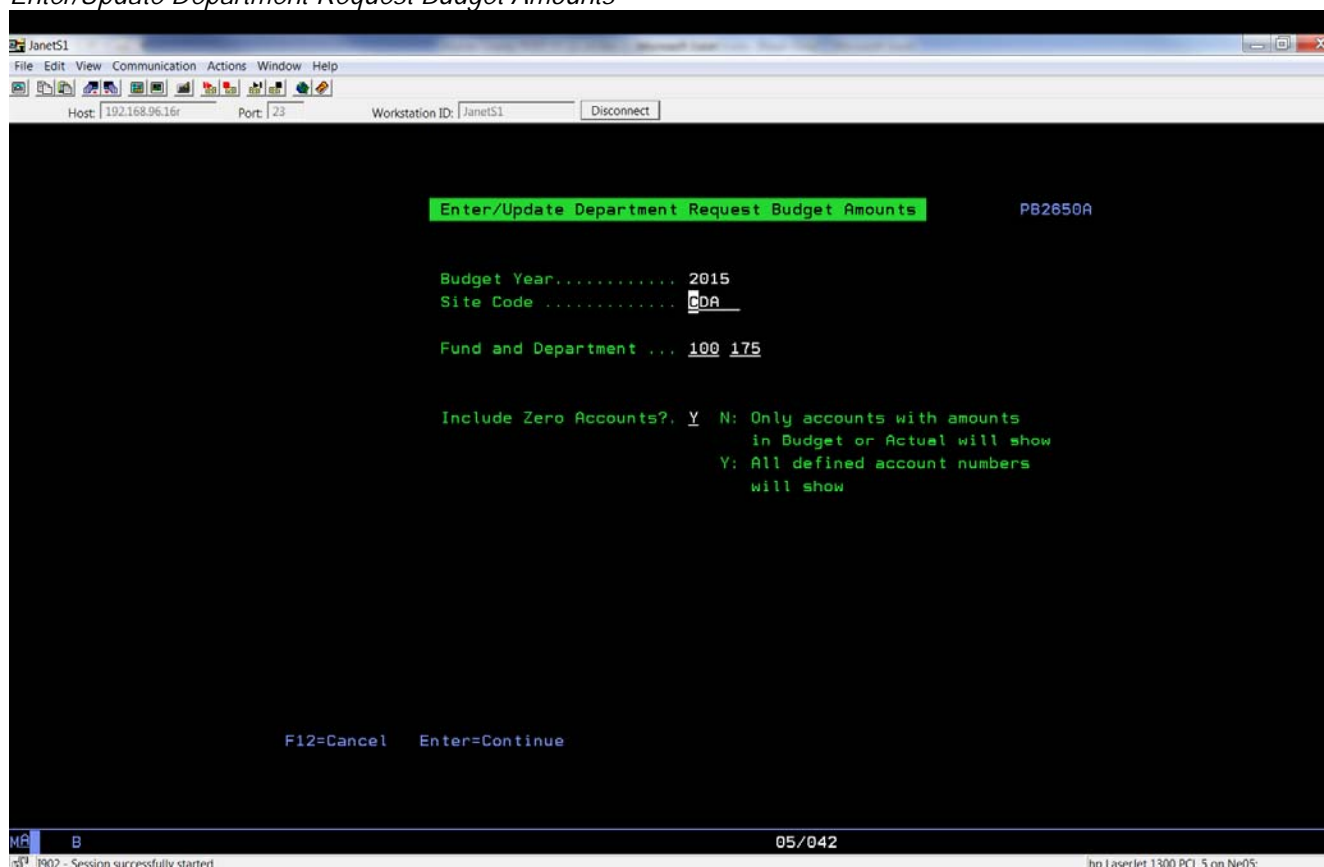 Enter/Update Department Request Budget Amounts
JanetS1
File Edit View Communication Actions Window Help
Host: 192.168.96.16r Port: 23 Workstation ID: JanetS1 Disconnect
Enter/Update Department Request Budget Amounts PB2650A
Budget Year............ 2015
Site Code ............. CDA
Fund and Department ... 100 175
Include Zero Accounts?. Y N: Only accounts with amounts
in Budget or Actual will show
Y: All defined account numbers
will show
F12=Cancel Enter=Continue
MA B 05/042
I902 - Session successfully started hp LaserJet 1300 PCL 5 on Ne05: